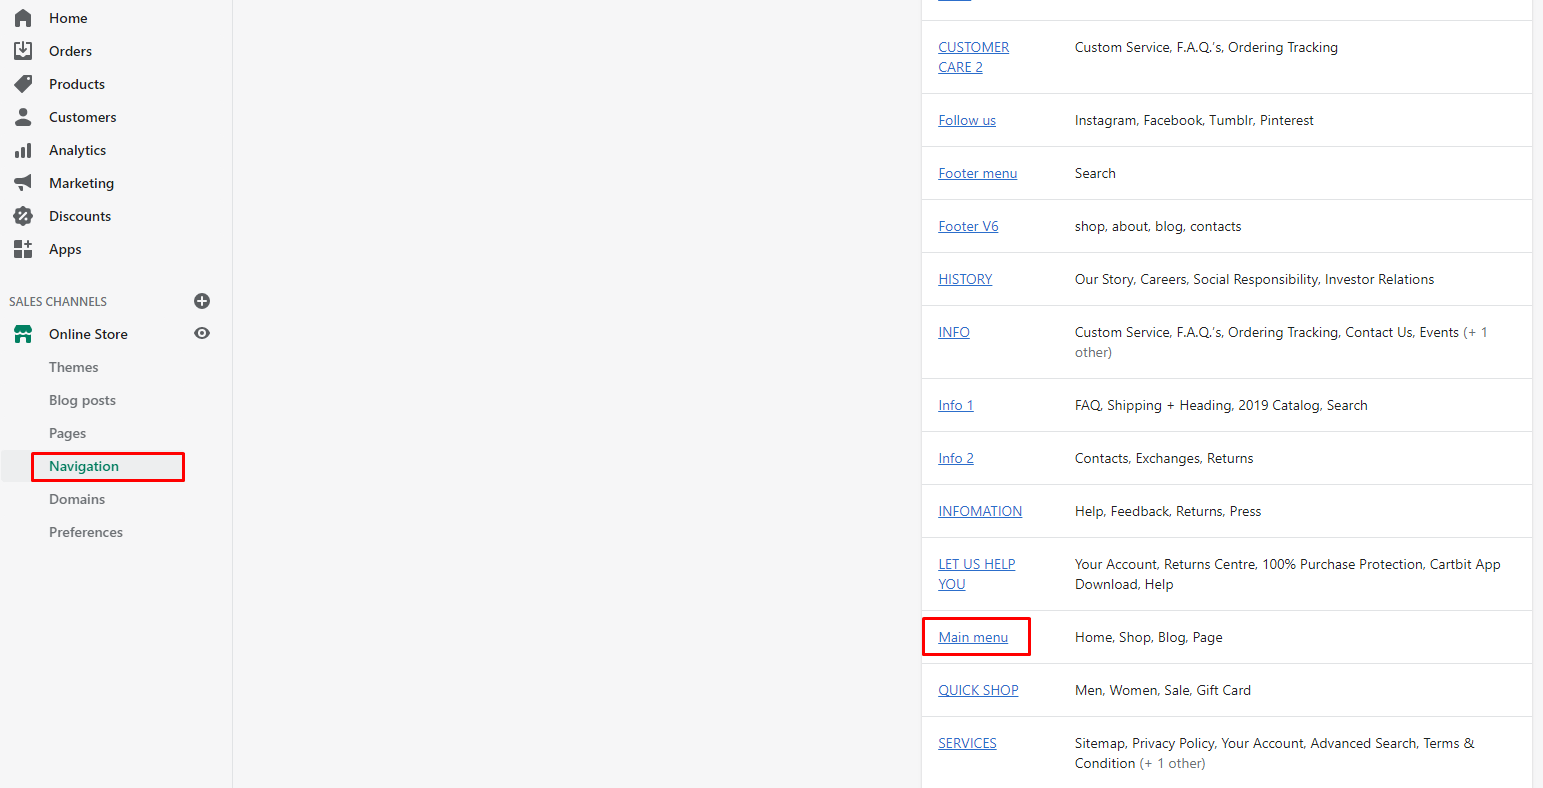 Home
Orders
Products
Customers
Analytics
Marketing
Discounts
Apps
SALES CHANNELS
Online Store
Themes
Blog posts
Pages
Navigation
Domains
Preferences
CUSTOMER
CARE 2
Custom Service, F.A.Q.'s, Ordering Tracking
Follow us
Instagram, Facebook, Tumblr, Pinterest
Footer menu
Search
Footer V6
shop, about, blog, contacts
HISTORY
Our Story, Careers, Social Responsibility, Investor Relations
INFO
Custom Service, F.A.Q.'s, Ordering Tracking, Contact Us, Events (+ 1
other)
Info 1
FAQ, Shipping + Heading, 2019 Catalog, Search
Info 2
Contacts, Exchanges, Returns
INFOMATION
Help, Feedback, Returns, Press
LET US HELP
YOU
Your Account, Returns Centre, 100% Purchase Protection, Cartbit App
Download, Help
Main menu
Home, Shop, Blog, Page
QUICK SHOP
Men, Women, Sale, Gift Card
SERVICES
Sitemap, Privacy Policy, Your Account, Advanced Search, Terms &
Condition (+ 1 other)